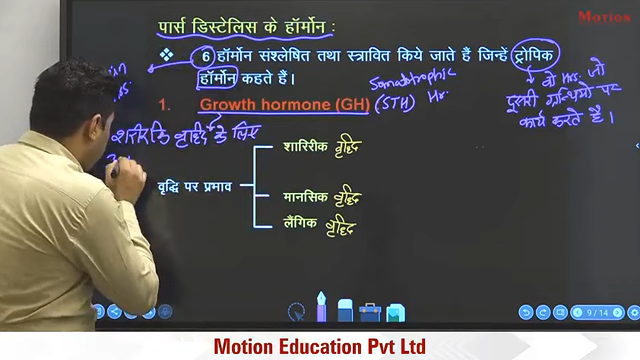 Motion
पार्स डिस्टेलिस के हॉर्मोन :
❖ 6 हॉर्मोन संश्लेषित तथा स्त्रावित किये जाते हैं जिन्हें ट्रोपिक
हॉर्मोन कहते हैं।
वो Hrs. जो
दूसरी ग्रन्थियो पर
कार्य करते है।
Somatotrophic
1. Growth hormone (GH) (STH) Hr.
शारीरिक वृद्धि के लिए
शारिरीक वृद्धि
वृद्धि पर प्रभाव
मानसिक वृद्धि
लैंगिक वृद्धि
9 / 14
Motion Education Pvt Ltd